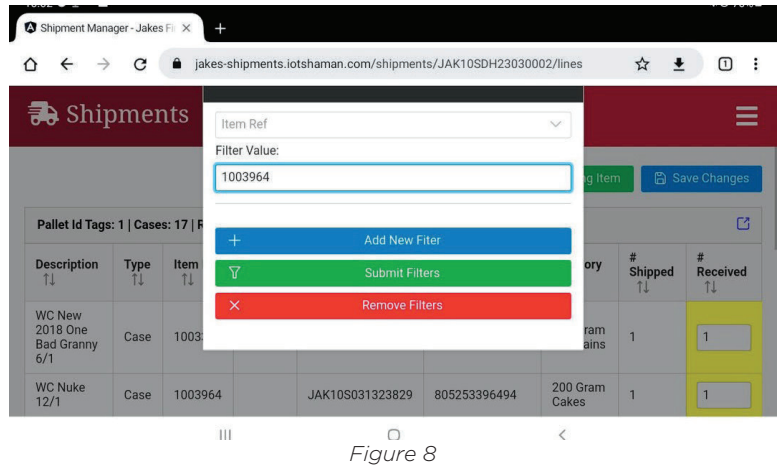 Shipment Manager - Jakes Fi
jakes-shipments.iotshaman.com/shipments/JAK10SDH23030002/lines
1
Shipments
Item Ref
Filter Value:
1003964
Item
Save Changes
Pallet Id Tags: 1 | Cases: 17 |
Add New Fiter
Submit Filters
Remove Filters
Description
Type
Item
ory
# Shipped
# Received
WC New
2018 One
Bad Granny
6/1
Case
1003
ram
ains
1
1
WC Nuke
12/1
Case
1003964
JAK10S031323829
805253396494
200 Gram
Cakes
1
1
Figure 8